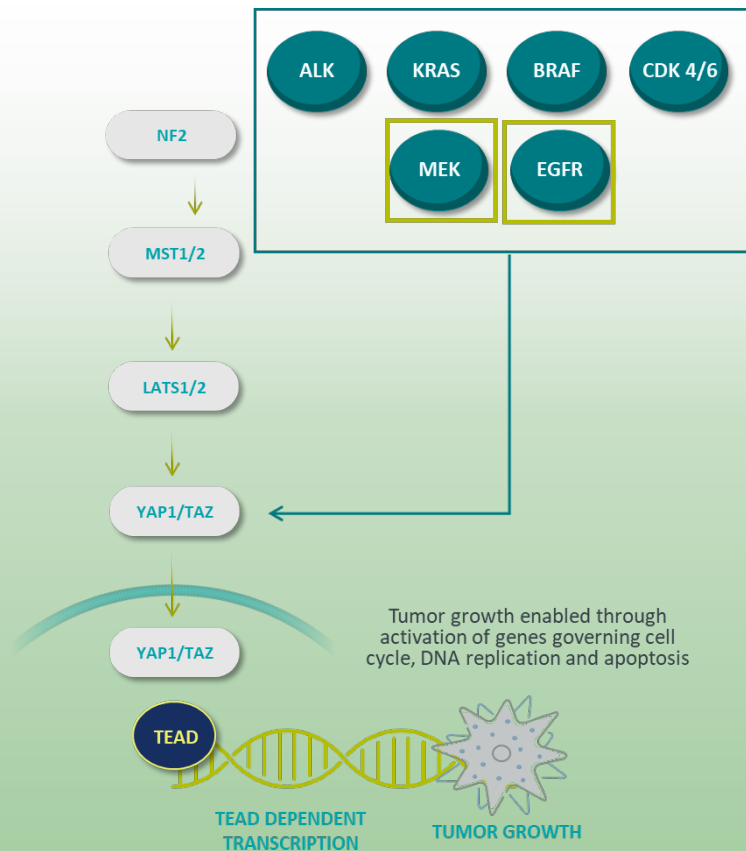 ALK
KRAS
BRAF
CDK 4/6
NF2
MEK
EGFR
MST1/2
LATS1/2
YAP1/TAZ
YAP1/TAZ
Tumor growth enabled through
activation of genes governing cell
cycle, DNA replication and apoptosis
TEAD
TEAD DEPENDENT
TRANSCRIPTION
TUMOR GROWTH